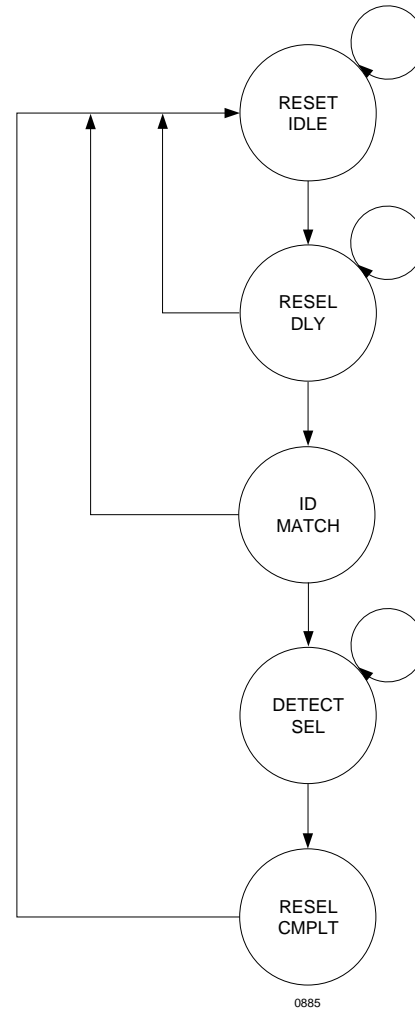 RESET
IDLE
RESEL
DLY
ID
MATCH
DETECT
SEL
RESEL
CMPLT
0885